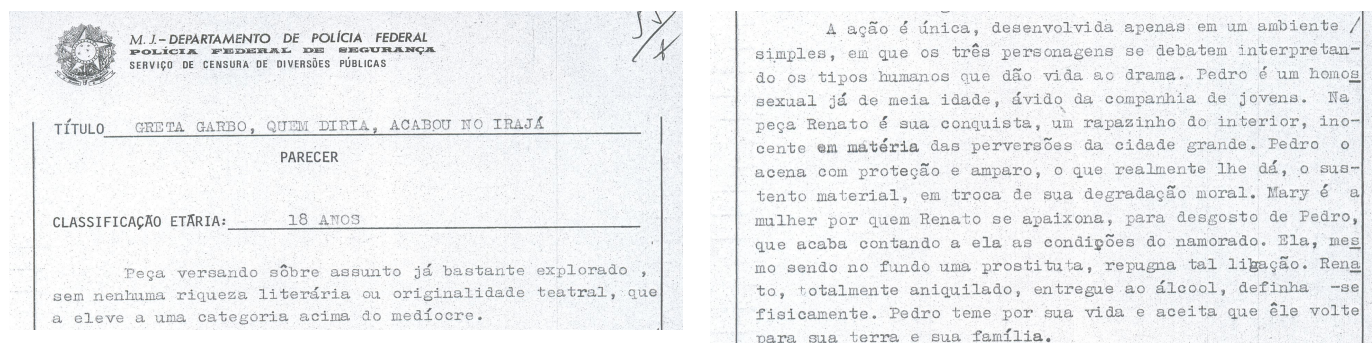 M. J. – DEPARTAMENTO DE POLÍCIA FEDERAL
POLÍCIA FEDERAL DE SEGURANÇA
SERVIÇO DE CENSURA DE DIVERSÕES PÚBLICAS
TÍTULO GRETA GARBO, QUEM DIRIA, ACABOU NO IRAJÁ
PARECER
CLASSIFICAÇÃO ETÁRIA: 18 ANOS
Peça versando sôbre assunto já bastante explorado ,
sem nenhuma riqueza literária ou originalidade teatral, que
a eleve a uma categoria acima do medíocre.
A ação é única, desenvolvida apenas em um ambiente /
simples, em que os três personagens se debatem interpretan-
do os tipos humanos que dão vida ao drama. Pedro é um homos
sexual já de meia idade, ávido da companhia de jovens. Na
peça Renato é sua conquista, um rapazinho do interior, ino-
cente em matéria das perversões da cidade grande. Pedro o
acena com proteção e amparo, o que realmente lhe dá, o sus-
tento material, em troca de sua degradação moral. Mary é a
mulher por quem Renato se apaixona, para desgosto de Pedro,
que acaba contando a ela as condições do namorado. Ela, mes
mo sendo no fundo uma prostituta, repugna tal ligação. Rena
to, totalmente aniquilado, entregue ao álcool, definha -se
fisicamente. Pedro teme por sua vida e aceita que êle volte
para sua terra e sua família.